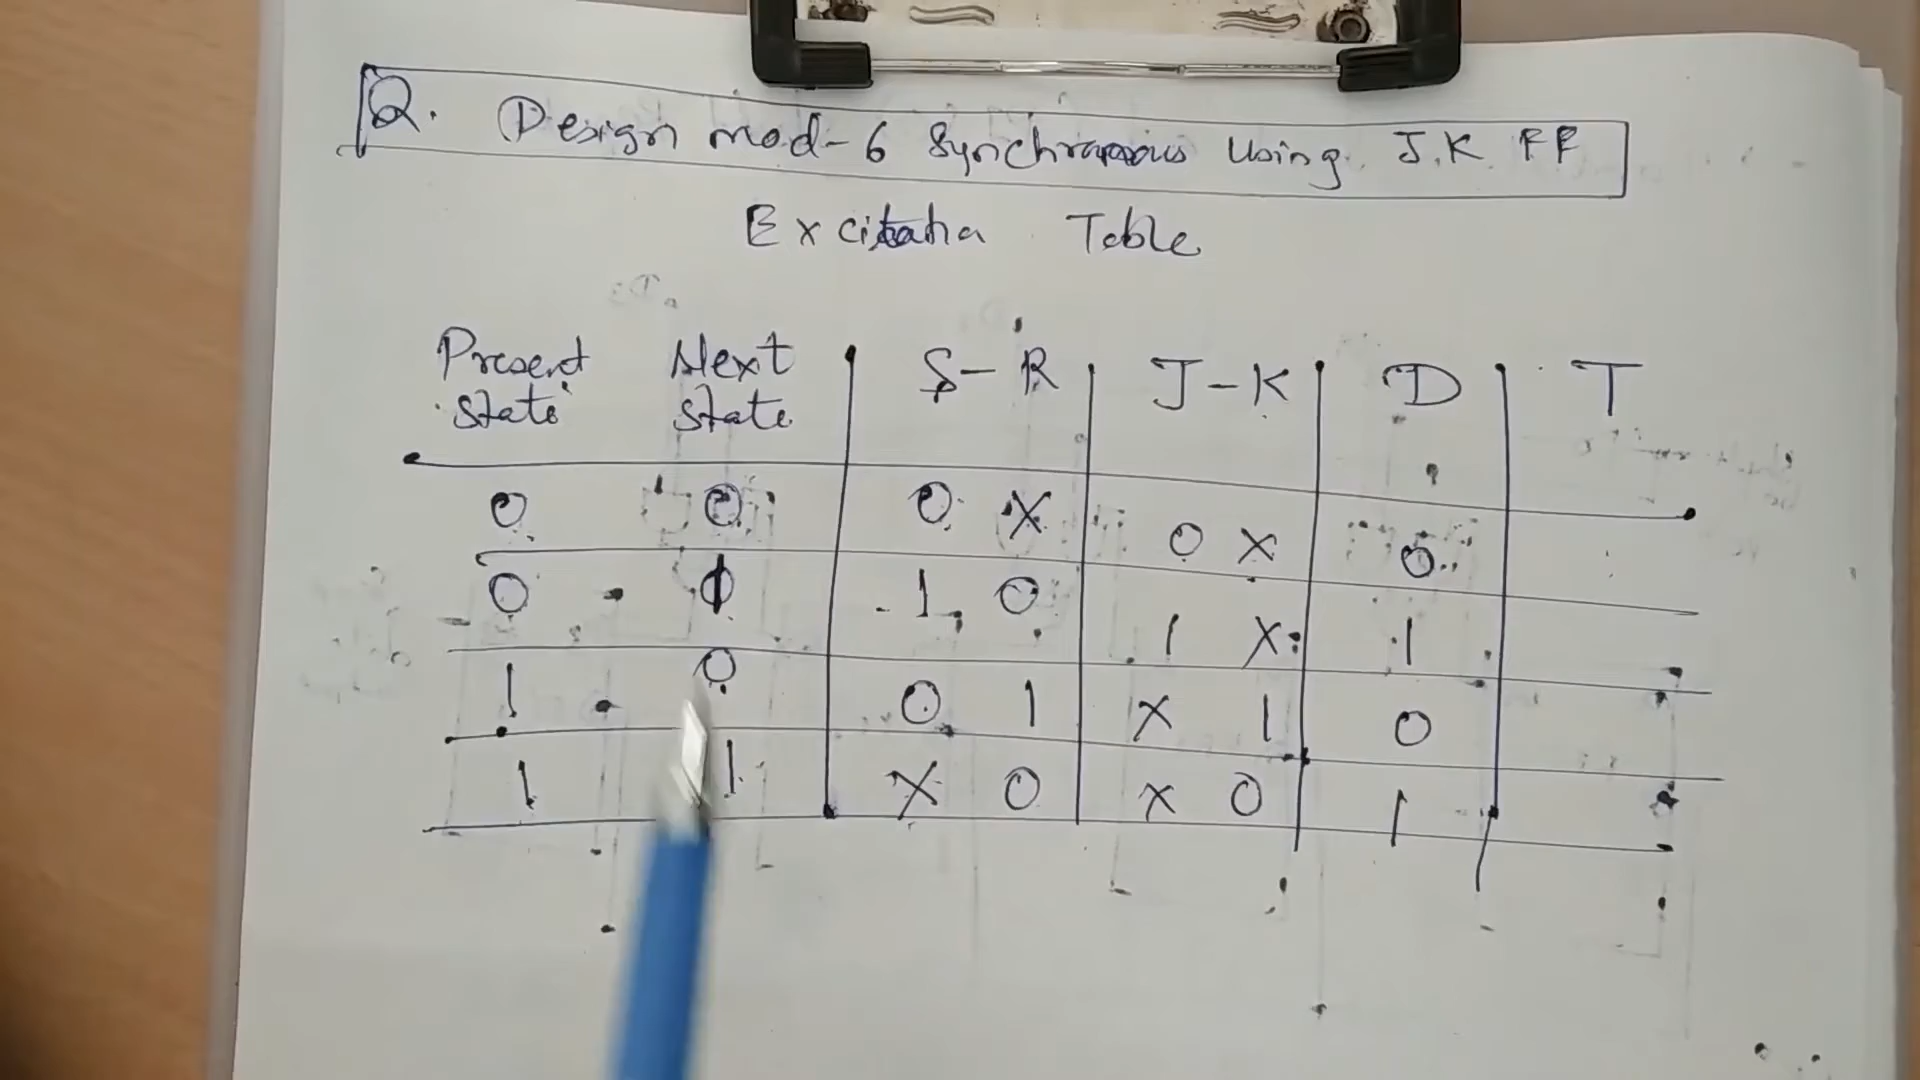 Q. Design mod-6 Synchronous Using J.K FF
Excitation Table
Present state Next state S-R J-K D T
0 0 0 X 0 X 0
0 1 1 0 1 X 1
1 0 0 1 X 1 0
1 1 X 0 X 0 1